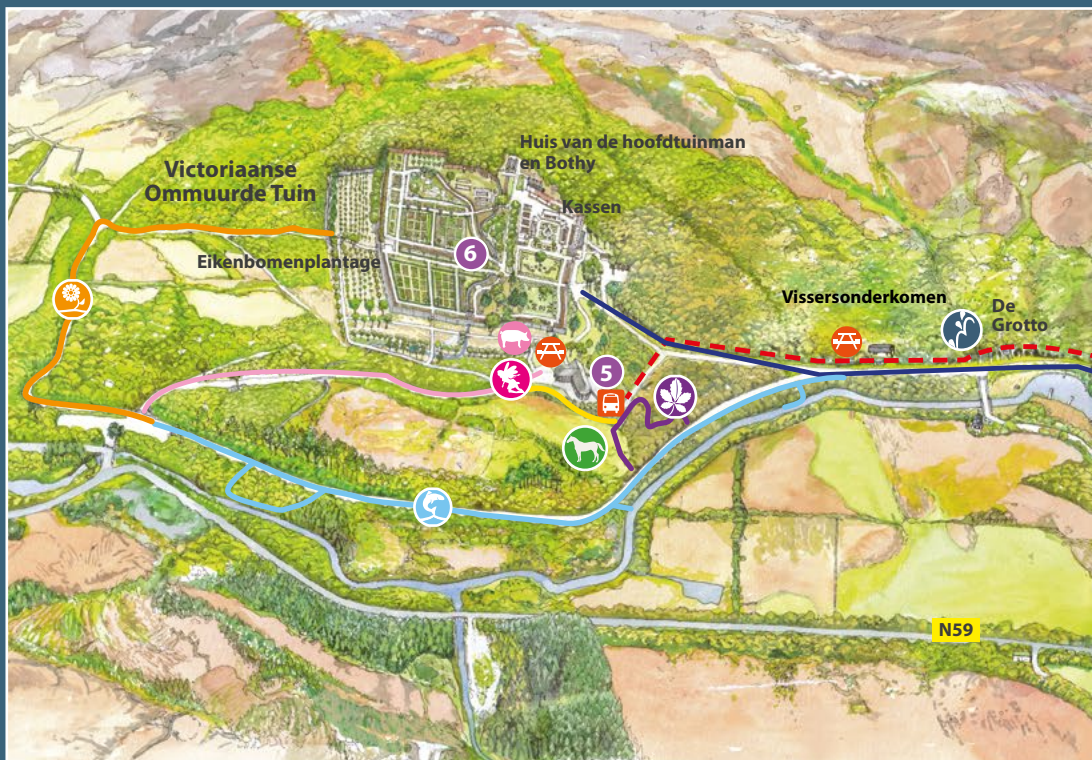 Huis van de hoofdtuinman
en Bothy
Victoriaanse
Ommuurde Tuin
Kassen
6
Eikenbomenplantage
Vissersonderkomen
De
Grotto
5
N59